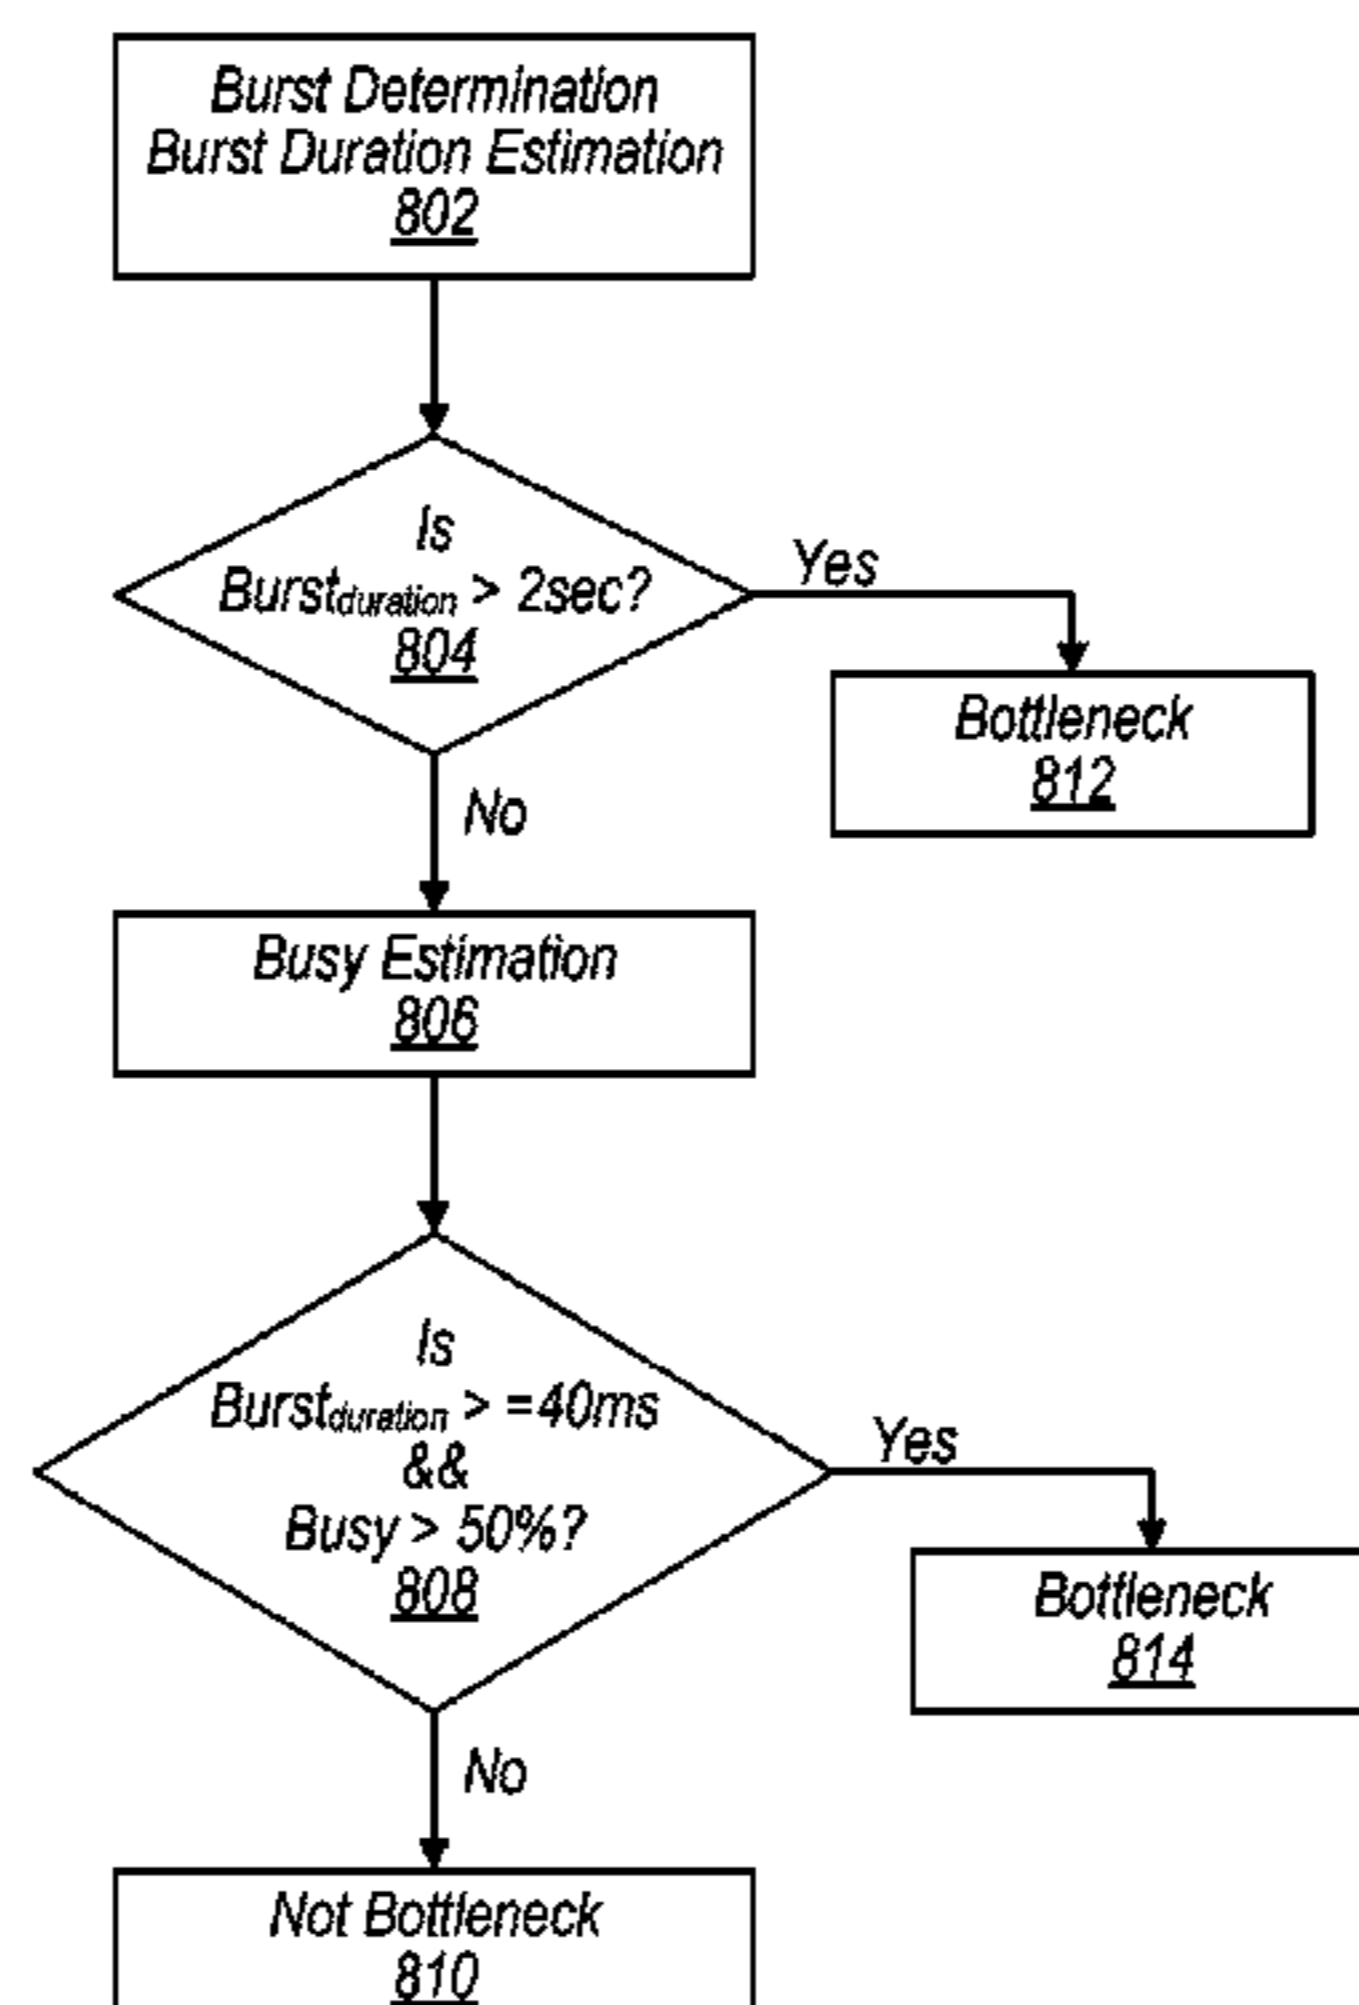 Burst Determination
Burst Duration Estimation
802
Is
Burstduration > 2sec?
804
Yes
Bottleneck
812
No
Busy Estimation
806
Is
Burstduration > =40ms
&&
Busy > 50%?
808
Yes
Bottleneck
814
No
Not Bottleneck
810